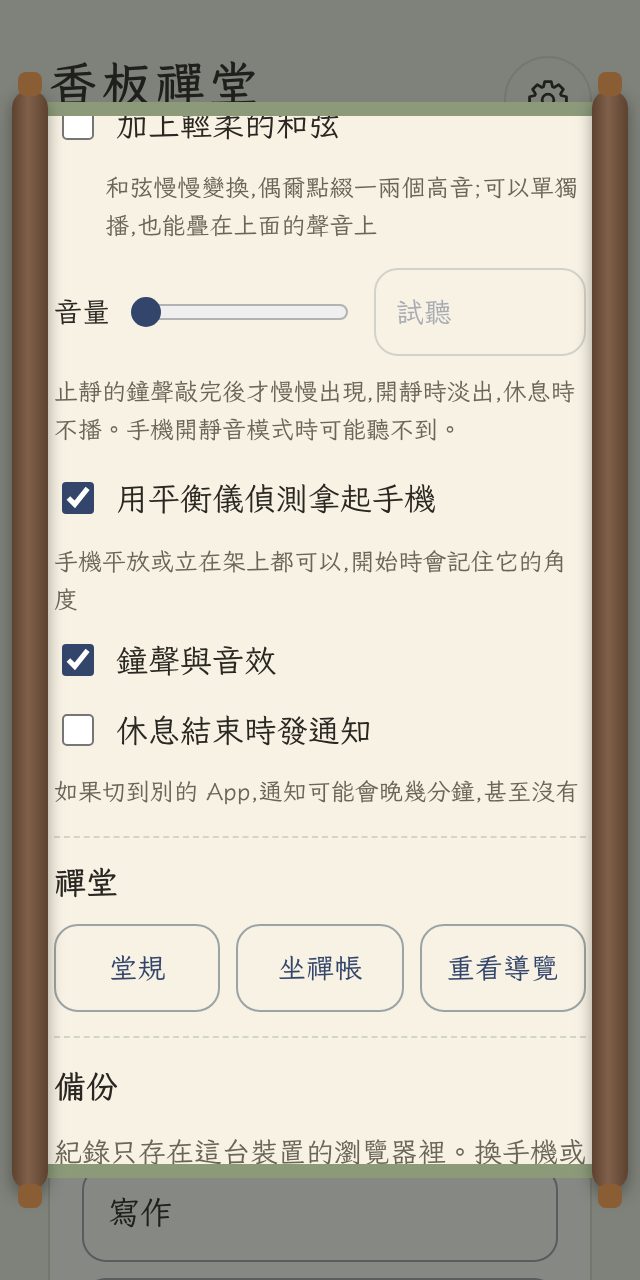 香板禪堂
加上輕柔的和弦
和弦慢慢變換,偶爾點綴一兩個高音;可以單獨
播,也能疊在上面的聲音上
音量
試聽
止靜的鐘聲敲完後才慢慢出現,開靜時淡出,休息時
不播。手機開靜音模式時可能聽不到。
用平衡儀偵測拿起手機
手機平放或立在架上都可以,開始時會記住它的角
度
鐘聲與音效
休息結束時發通知
如果切到別的 App,通知可能會晚幾分鐘,甚至沒有
禪堂
堂規
坐禪帳
重看導覽
備份
紀錄只存在這台裝置的瀏覽器裡。換手機或
寫作